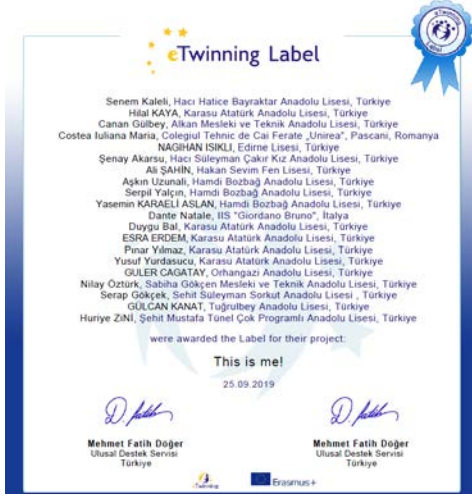 eTwinning Label
eTwinning
Label
Senem Kaleli, Hacı Hatice Bayraktar Anadolu Lisesi, Türkiye
Hilal KAYA, Karasu Atatürk Anadolu Lisesi, Türkiye
Canan Gülbey, Alkan Mesleki ve Teknik Anadolu Lisesi, Türkiye
Costea Iuliana Maria, Colegiul Tehnic de Cai Ferate „Unirea", Pascani, Romanya
NAGIHAN ISIKLI, Edirne Lisesi, Türkiye
Şenay Akarsu, Hacı Süleyman Çakır Kız Anadolu Lisesi, Türkiye
Ali ŞAHİN, Hakan Sevim Fen Lisesi, Türkiye
Aşkın Uzunali, Hamdi Bozbağ Anadolu Lisesi, Türkiye
Serpil Yalçın, Hamdi Bozbağ Anadolu Lisesi, Türkiye
Yasemin KARAELİ ASLAN, Hamdi Bozbağ Anadolu Lisesi, Türkiye
Dante Natale, IIS "Giordano Bruno", İtalya
Duygu Bal, Karasu Atatürk Anadolu Lisesi, Türkiye
ESRA ERDEM, Karasu Atatürk Anadolu Lisesi, Türkiye
Pınar Yılmaz, Karasu Atatürk Anadolu Lisesi, Türkiye
Yusuf Yurdasucu, Karasu Atatürk Anadolu Lisesi, Türkiye
GULER CAGATAY, Orhangazi Anadolu Lisesi, Türkiye
Nilay Öztürk, Sabiha Gökçen Mesleki ve Teknik Anadolu Lisesi, Türkiye
Serap Gökçek, Sehit Süleyman Sorkut Anadolu Lisesi , Türkiye
GÜLCAN KANAT, Tuğrulbey Anadolu Lisesi, Türkiye
Huriye ZiNİ, Şehit Mustafa Tünel Çok Programlı Anadolu Lisesi, Türkiye
were awarded the Label for their project:
This is me!
25.09.2019
Mehmet Fatih Döğer
Ulusal Destek Servisi
Türkiye
Mehmet Fatih Döğer
Ulusal Destek Servisi
Türkiye
eTwinning
Erasmus+